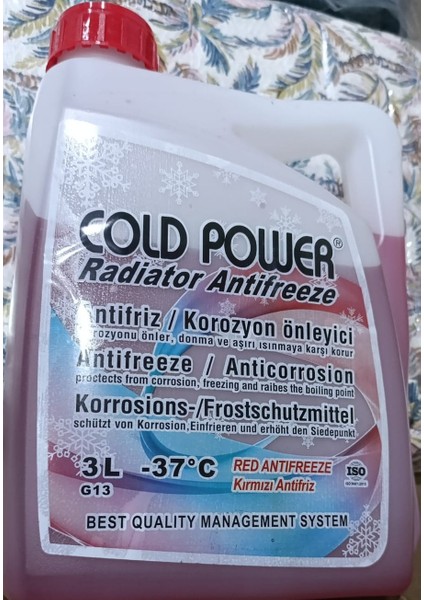 COLD POWER®
Radiator Antifreeze
Antifriz / Korozyon önleyici
korozyonu önler, donma ve aşırı ısınmaya karşı korur
Antifreeze / Anticorrosion
proctects from corrosion, freezing and raibes the boiling point
Korrosions-/Frostschutzmittel
schützt von Korrosion,Einfrieren und erhöht den Siedepunkt
3L -37°C RED ANTIFREEZE
G13 Kırmızı Antifriz
ISO
BEST QUALITY MANAGEMENT SYSTEM